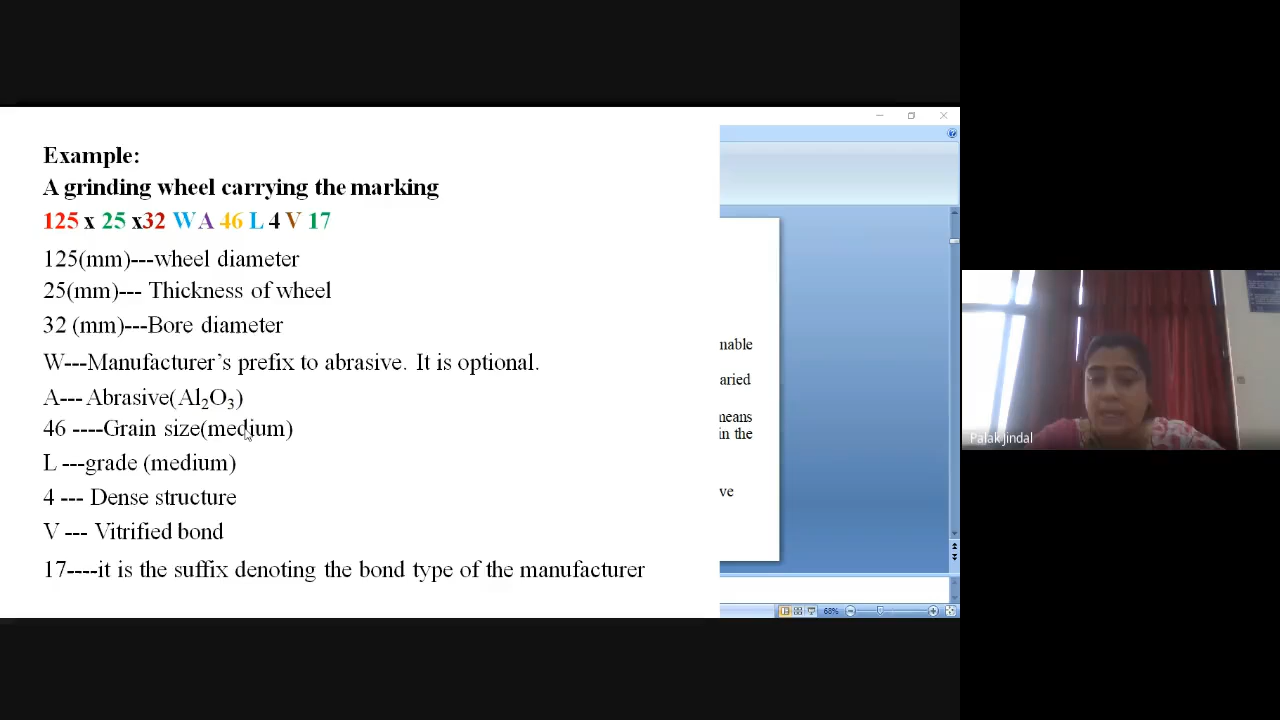 Example:
A grinding wheel carrying the marking
125 x 25 x32 W A 46 L 4 V 17
125(mm)---wheel diameter
25(mm)--- Thickness of wheel
32 (mm)---Bore diameter
W---Manufacturer's prefix to abrasive. It is optional.
A--- Abrasive(Al₂O₃)
46 ----Grain size(medium)
L ---grade (medium)
4 --- Dense structure
V --- Vitrified bond
17----it is the suffix denoting the bond type of the manufacturer
nable
aried
means
in the
ve
68%
Palak Jindal